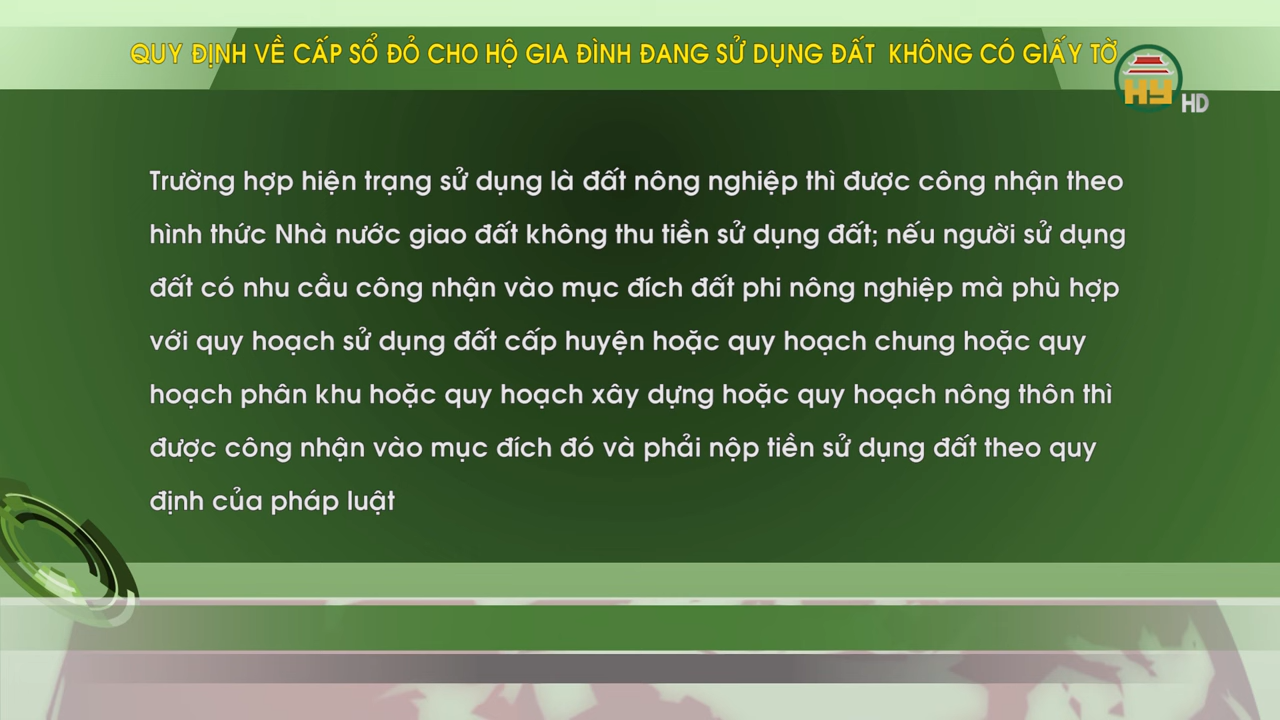 QUY ĐỊNH VỀ CẤP SỔ ĐỎ CHO HỘ GIA ĐÌNH ĐANG SỬ DỤNG ĐẤT KHÔNG CÓ GIẤY TỜ
HY HD
Trường hợp hiện trạng sử dụng là đất nông nghiệp thì được công nhận theo
hình thức Nhà nước giao đất không thu tiền sử dụng đất; nếu người sử dụng
đất có nhu cầu công nhận vào mục đích đất phi nông nghiệp mà phù hợp
với quy hoạch sử dụng đất cấp huyện hoặc quy hoạch chung hoặc quy
hoạch phân khu hoặc quy hoạch xây dựng hoặc quy hoạch nông thôn thì
được công nhận vào mục đích đó và phải nộp tiền sử dụng đất theo quy
định của pháp luật